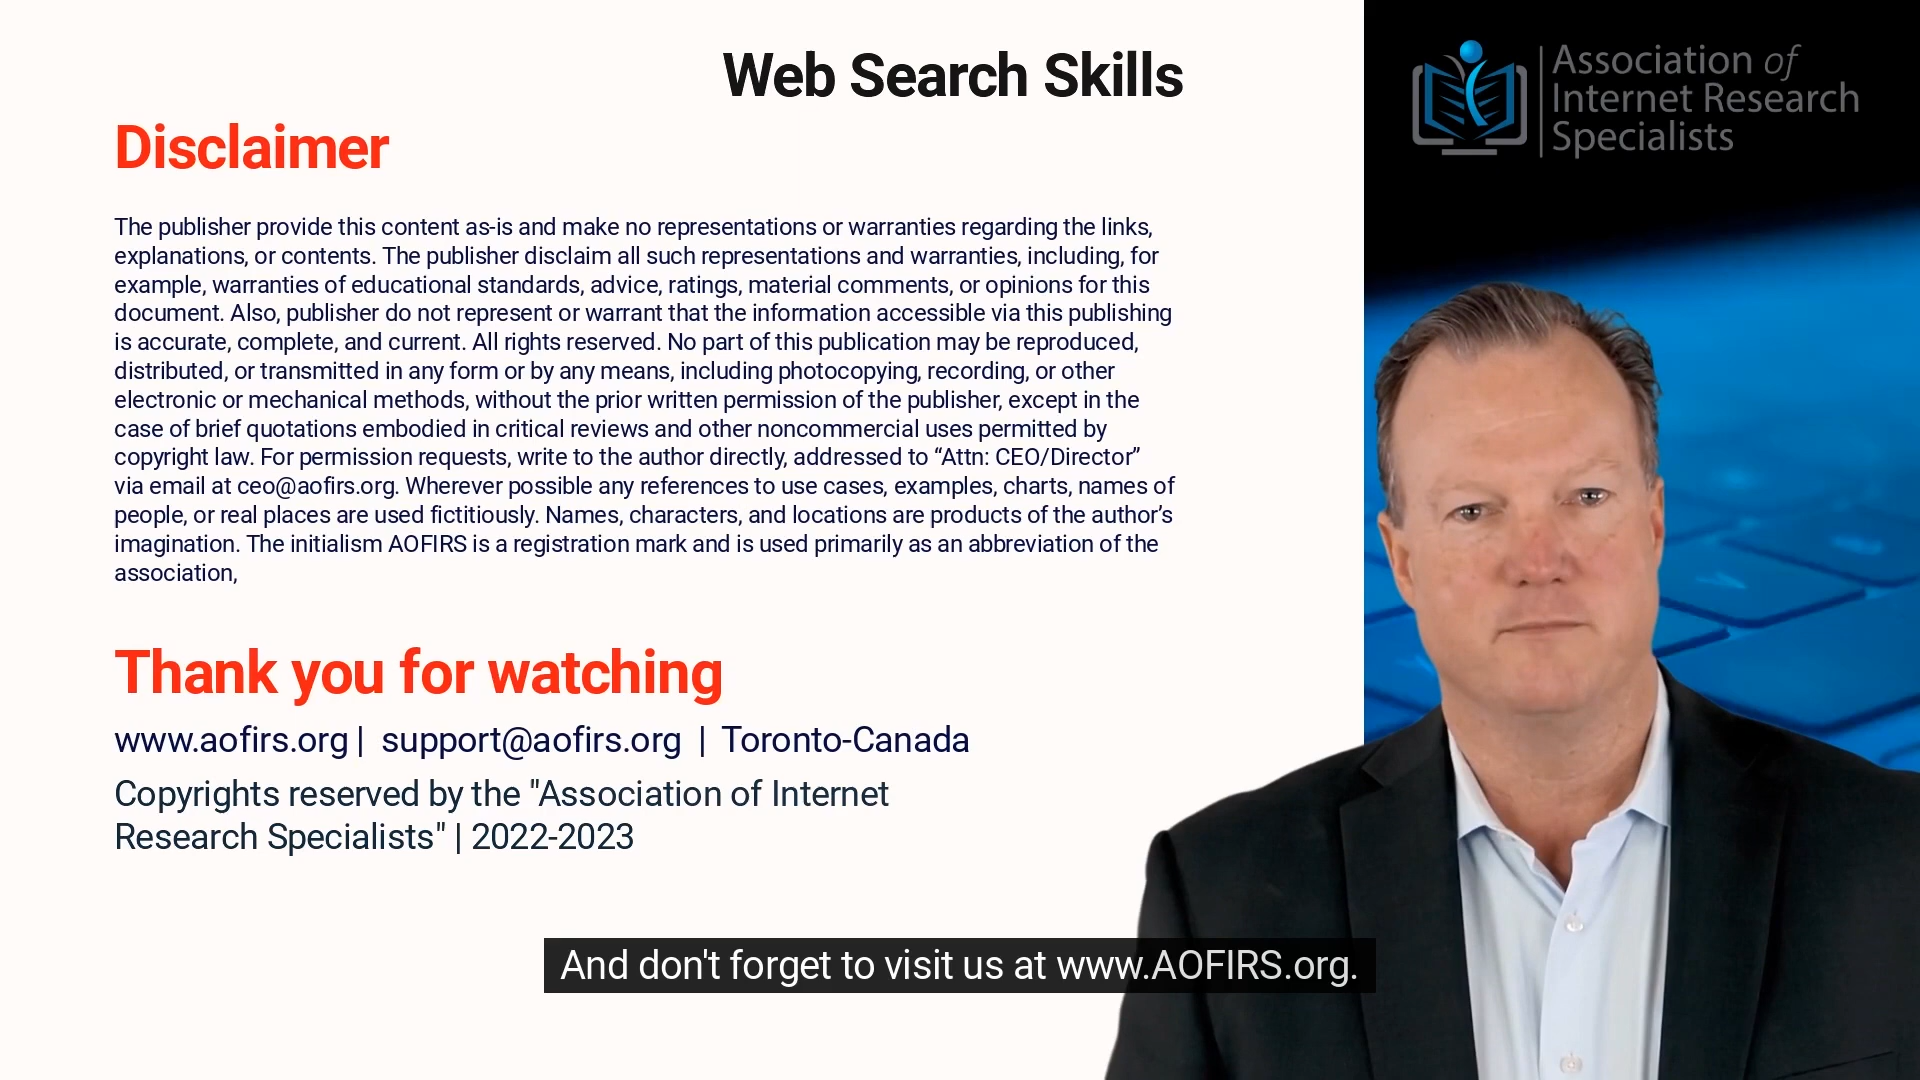 Web Search Skills
Association of
Internet Research
Specialists
Disclaimer
The publisher provide this content as-is and make no representations or warranties regarding the links,
explanations, or contents. The publisher disclaim all such representations and warranties, including, for
example, warranties of educational standards, advice, ratings, material comments, or opinions for this
document. Also, publisher do not represent or warrant that the information accessible via this publishing
is accurate, complete, and current. All rights reserved. No part of this publication may be reproduced,
distributed, or transmitted in any form or by any means, including photocopying, recording, or other
electronic or mechanical methods, without the prior written permission of the publisher, except in the
case of brief quotations embodied in critical reviews and other noncommercial uses permitted by
copyright law. For permission requests, write to the author directly, addressed to “Attn: CEO/Director”
via email at ceo@aofirs.org. Wherever possible any references to use cases, examples, charts, names of
people, or real places are used fictitiously. Names, characters, and locations are products of the author’s
imagination. The initialism AOFIRS is a registration mark and is used primarily as an abbreviation of the
association,
Thank you for watching
www.aofirs.org | support@aofirs.org | Toronto-Canada
Copyrights reserved by the "Association of Internet
Research Specialists" | 2022-2023
And don't forget to visit us at www.AOFIRS.org.